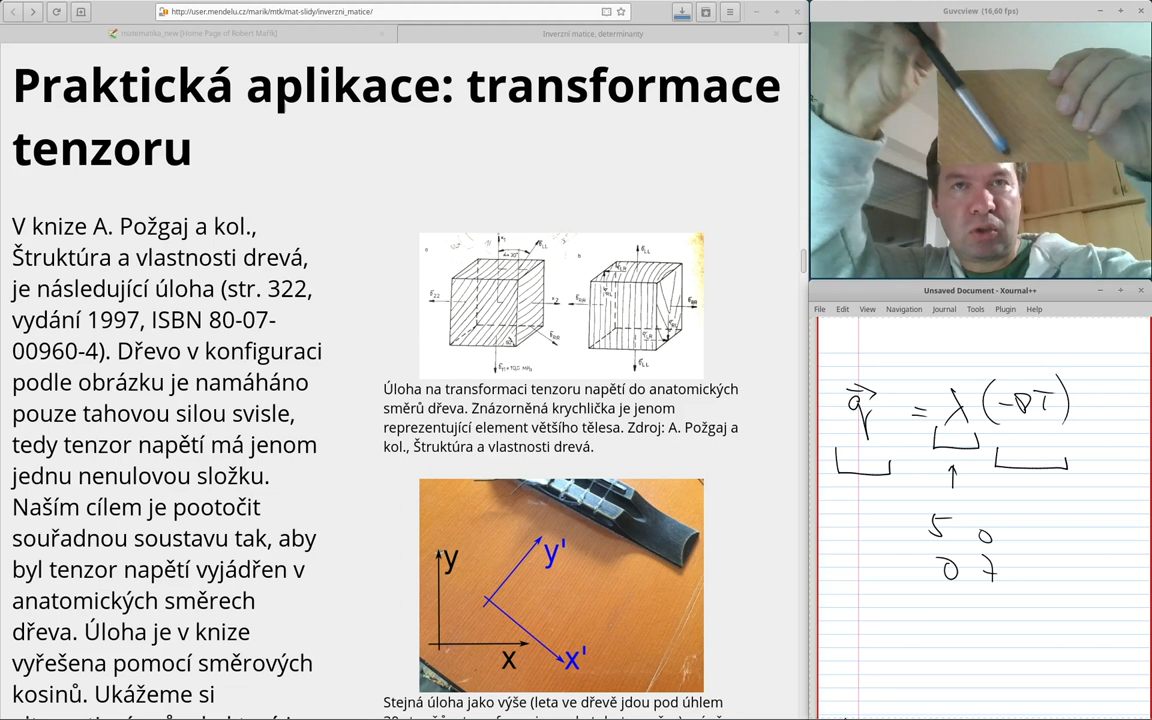 http://user.mendelu.cz/marik/mtk/mat-slidy/inverzni_matice/
Guvcview (16,60 fps)
nunematika_new [Home Page of Robert Mařík]
Inverzní matice, determinanty
Praktická aplikace: transformace
tenzoru
V knize A. Požgaj a kol.,
Štruktúra a vlastnosti drevá,
je následující úloha (str. 322,
vydání 1997, ISBN 80-07-
00960-4). Dřevo v konfiguraci
podle obrázku je namáháno
pouze tahovou silou svisle,
tedy tenzor napětí má jenom
jednu nenulovou složku.
Naším cílem je pootočit
souřadnou soustavu tak, aby
byl tenzor napětí vyjádřen v
anatomických směrech
dřeva. Úloha je v knize
vyřešena pomocí směrových
kosinů. Ukážeme si
Úloha na transformaci tenzoru napětí do anatomických
směrů dřeva. Znázorněná krychlička je jenom
reprezentující element většího tělesa. Zdroj: A. Požgaj a
kol., Štruktúra a vlastnosti drevá.
y
y'
x
x'
Stejná úloha jako výše (leta ve dřevě jdou pod úhlem
Unsaved Document - Xournal++
File Edit View Navigation Journal Tools Plugin Help
q = λ (-∇T)
5 0
0 7